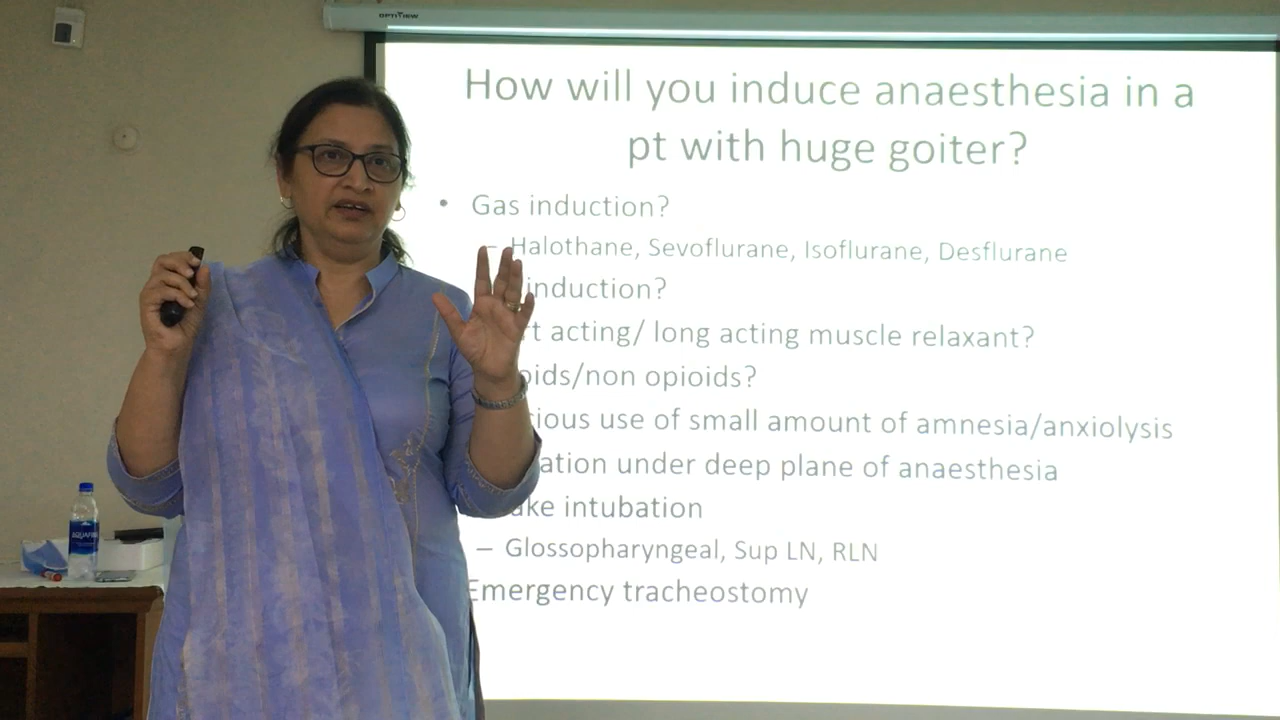 OPTIVIEW
How will you induce anaesthesia in a
pt with huge goiter?
• Gas induction?
– Halothane, Sevoflurane, Isoflurane, Desflurane
induction?
acting/ long acting muscle relaxant?
oids/non opioids?
cious use of small amount of amnesia/anxiolysis
ation under deep plane of anaesthesia
ake intubation
– Glossopharyngeal, Sup LN, RLN
Emergency tracheostomy
AQUAFINA